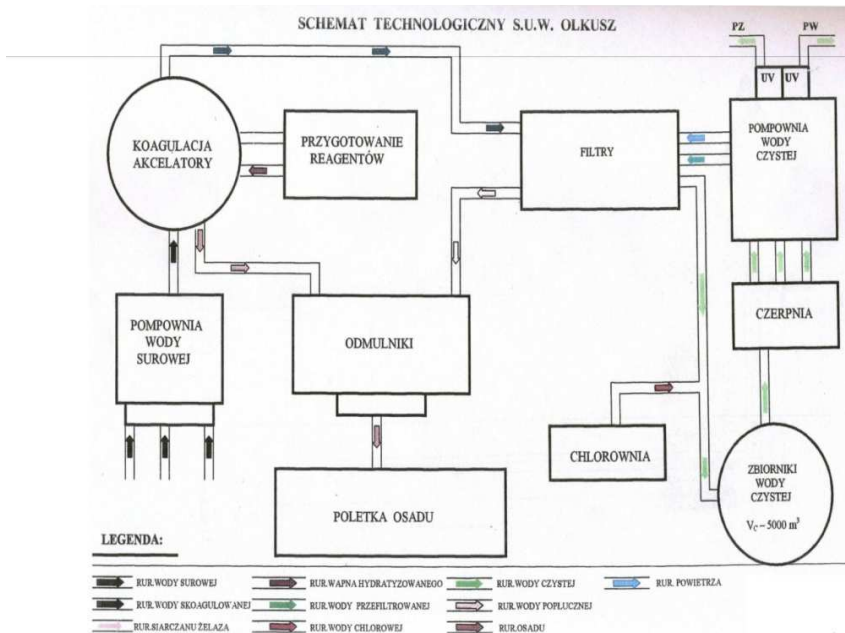 SCHEMAT TECHNOLOGICZNY S.U.W. OLKUSZ
PZ
PW
UV
UV
KOAGULACJA
AKCELATORY
PRZYGOTOWANIE
REAGENTÓW
FILTRY
POMPOWNIA
WODY
CZYSTEJ
POMPOWNIA
WODY
SUROWEJ
ODMULNIKI
CZERPNIA
CHLOROWNIA
ZBIORNIKI
WODY
CZYSTEJ
V_C – 5000 m³
POLETKA OSADU
LEGENDA:
RUR.WODY SUROWEJ
RUR.WAPNA HYDRATYZOWANEGO
RUR.WODY CZYSTEJ
RUR. POWIETRZA
RUR.WODY SKOAGULOWANEJ
RUR.WODY PRZEFILTROWANEJ
RUR.WODY POPŁUCZNEJ
RUR.SIARCZANU ŻELAZA
RUR.WODY CHLOROWEJ
RUR.OSADU